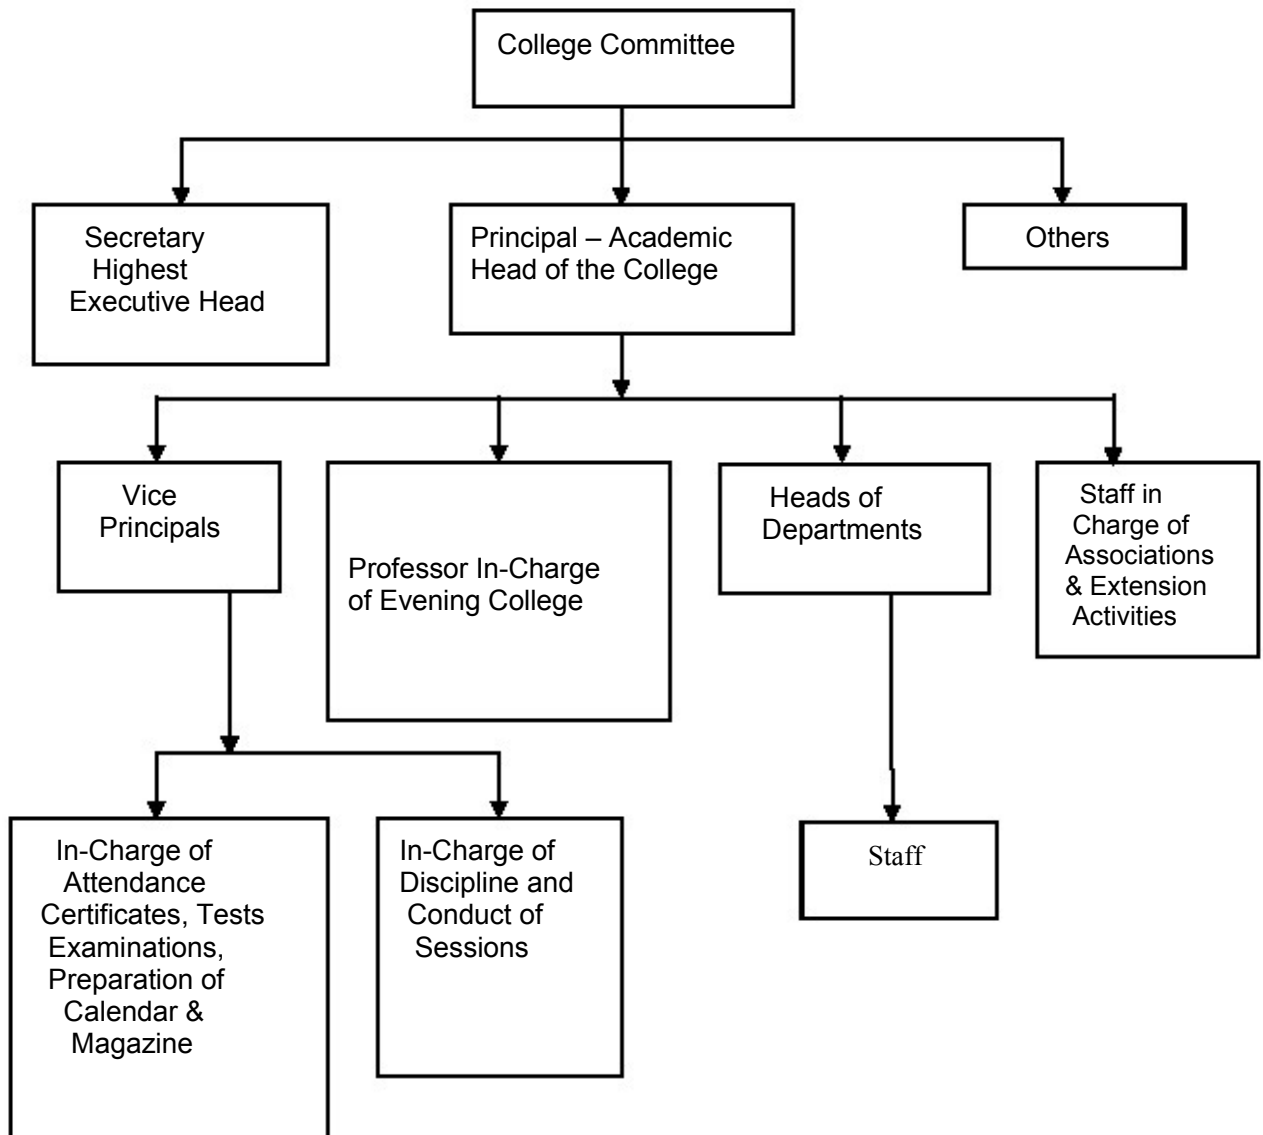 College Committee
Secretary
Highest
Executive Head
Principal – Academic
Head of the College
Others
Vice
Principals
Professor In-Charge
of Evening College
Heads of
Departments
Staff in
Charge of
Associations
& Extension
Activities
In-Charge of
Attendance
Certificates, Tests
Examinations,
Preparation of
Calendar &
Magazine
In-Charge of
Discipline and
Conduct of
Sessions
Staff